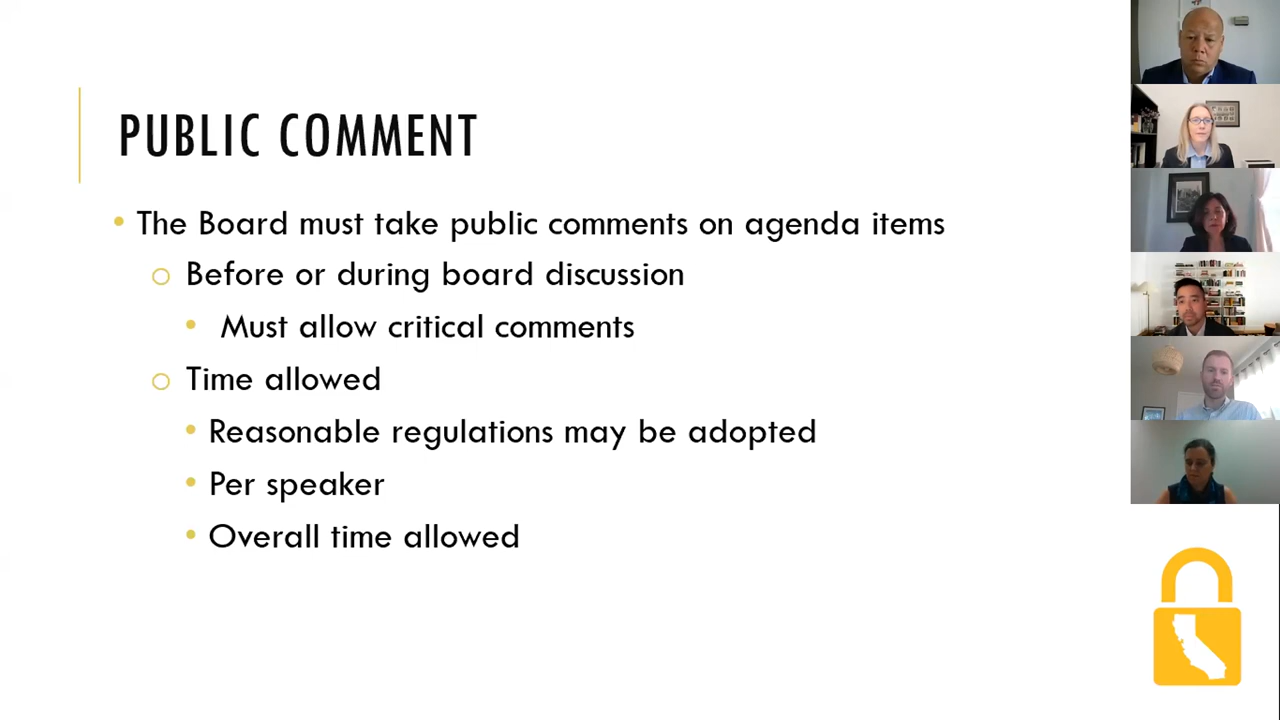 PUBLIC COMMENT
• The Board must take public comments on agenda items
o Before or during board discussion
• Must allow critical comments
o Time allowed
• Reasonable regulations may be adopted
• Per speaker
• Overall time allowed